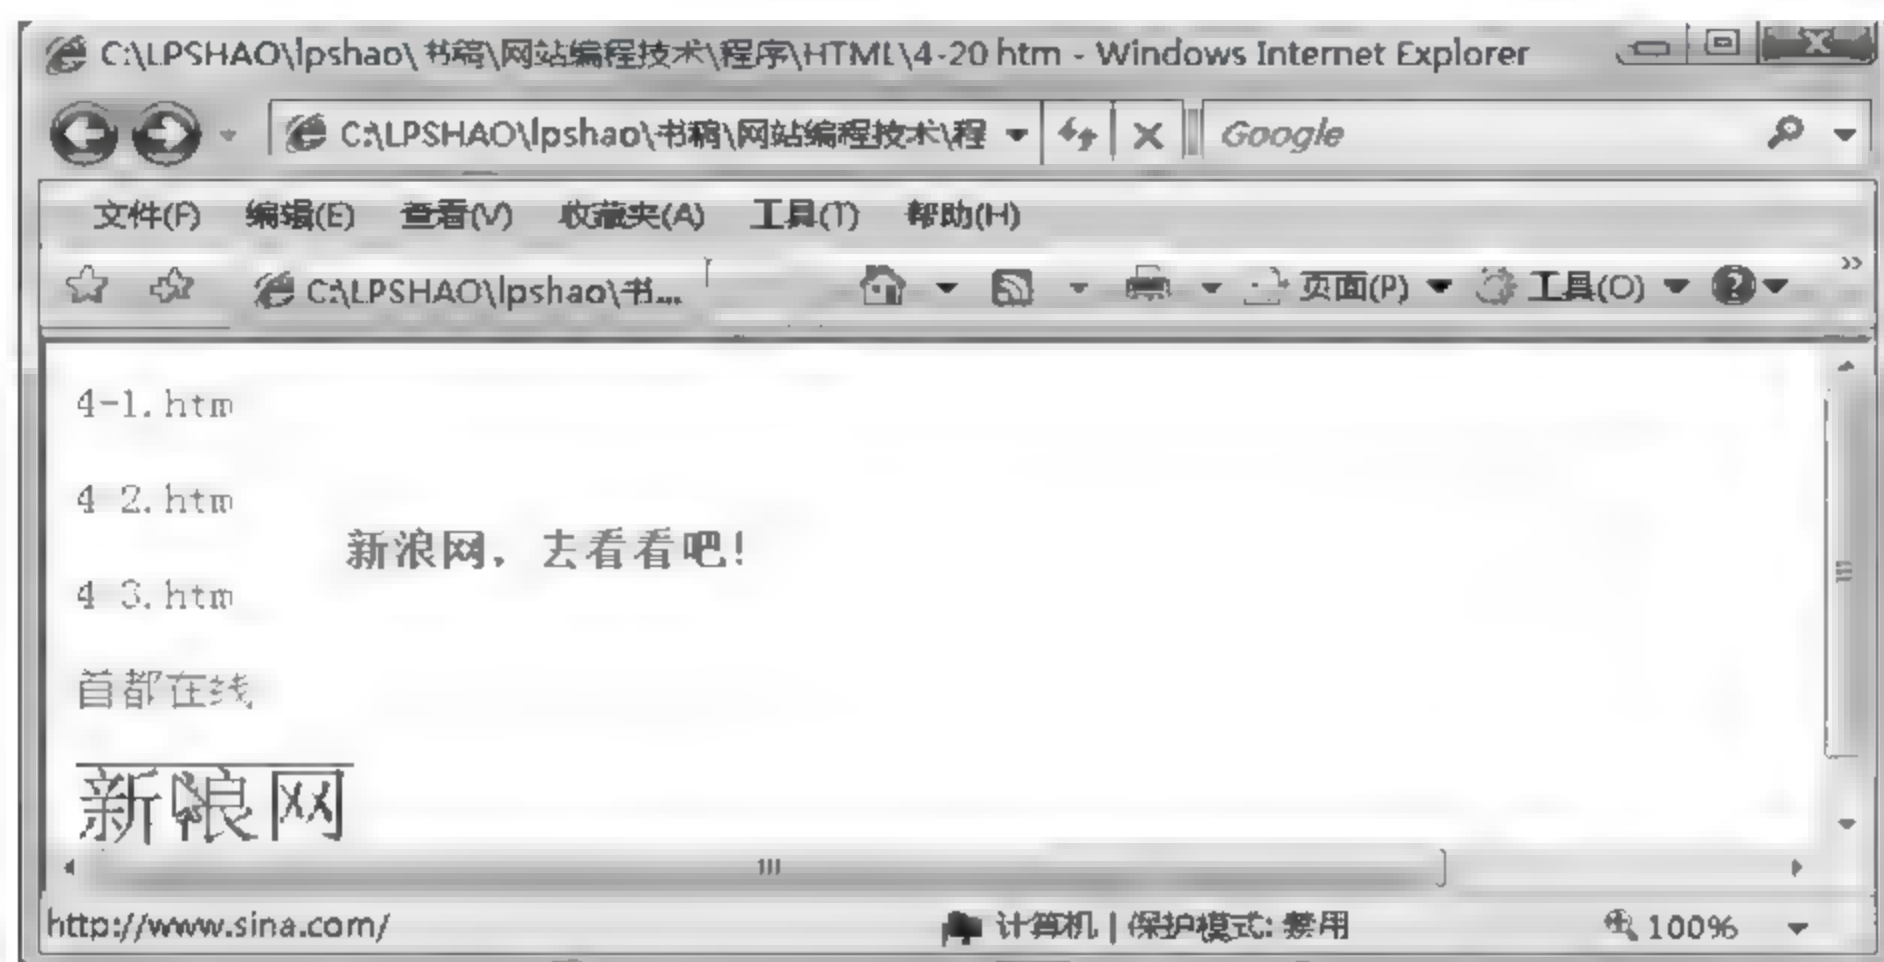 C:\LPSHAO\lpshao\书稿\网站编程技术\程序\HTML\4-20 htm - Windows Internet Explorer
C:\LPSHAO\lpshao\书稿\网站编程技术\程 Google
文件(F) 编辑(E) 查看(V) 收藏夹(A) 工具(T) 帮助(H)
C:\LPSHAO\lpshao\书... 页面(P) 工具(O)
4-1.htm
4-2.htm
新浪网，去看看吧！
4-3.htm
首都在线
新浪网
http://www.sina.com/ 计算机 | 保护模式: 禁用 100%